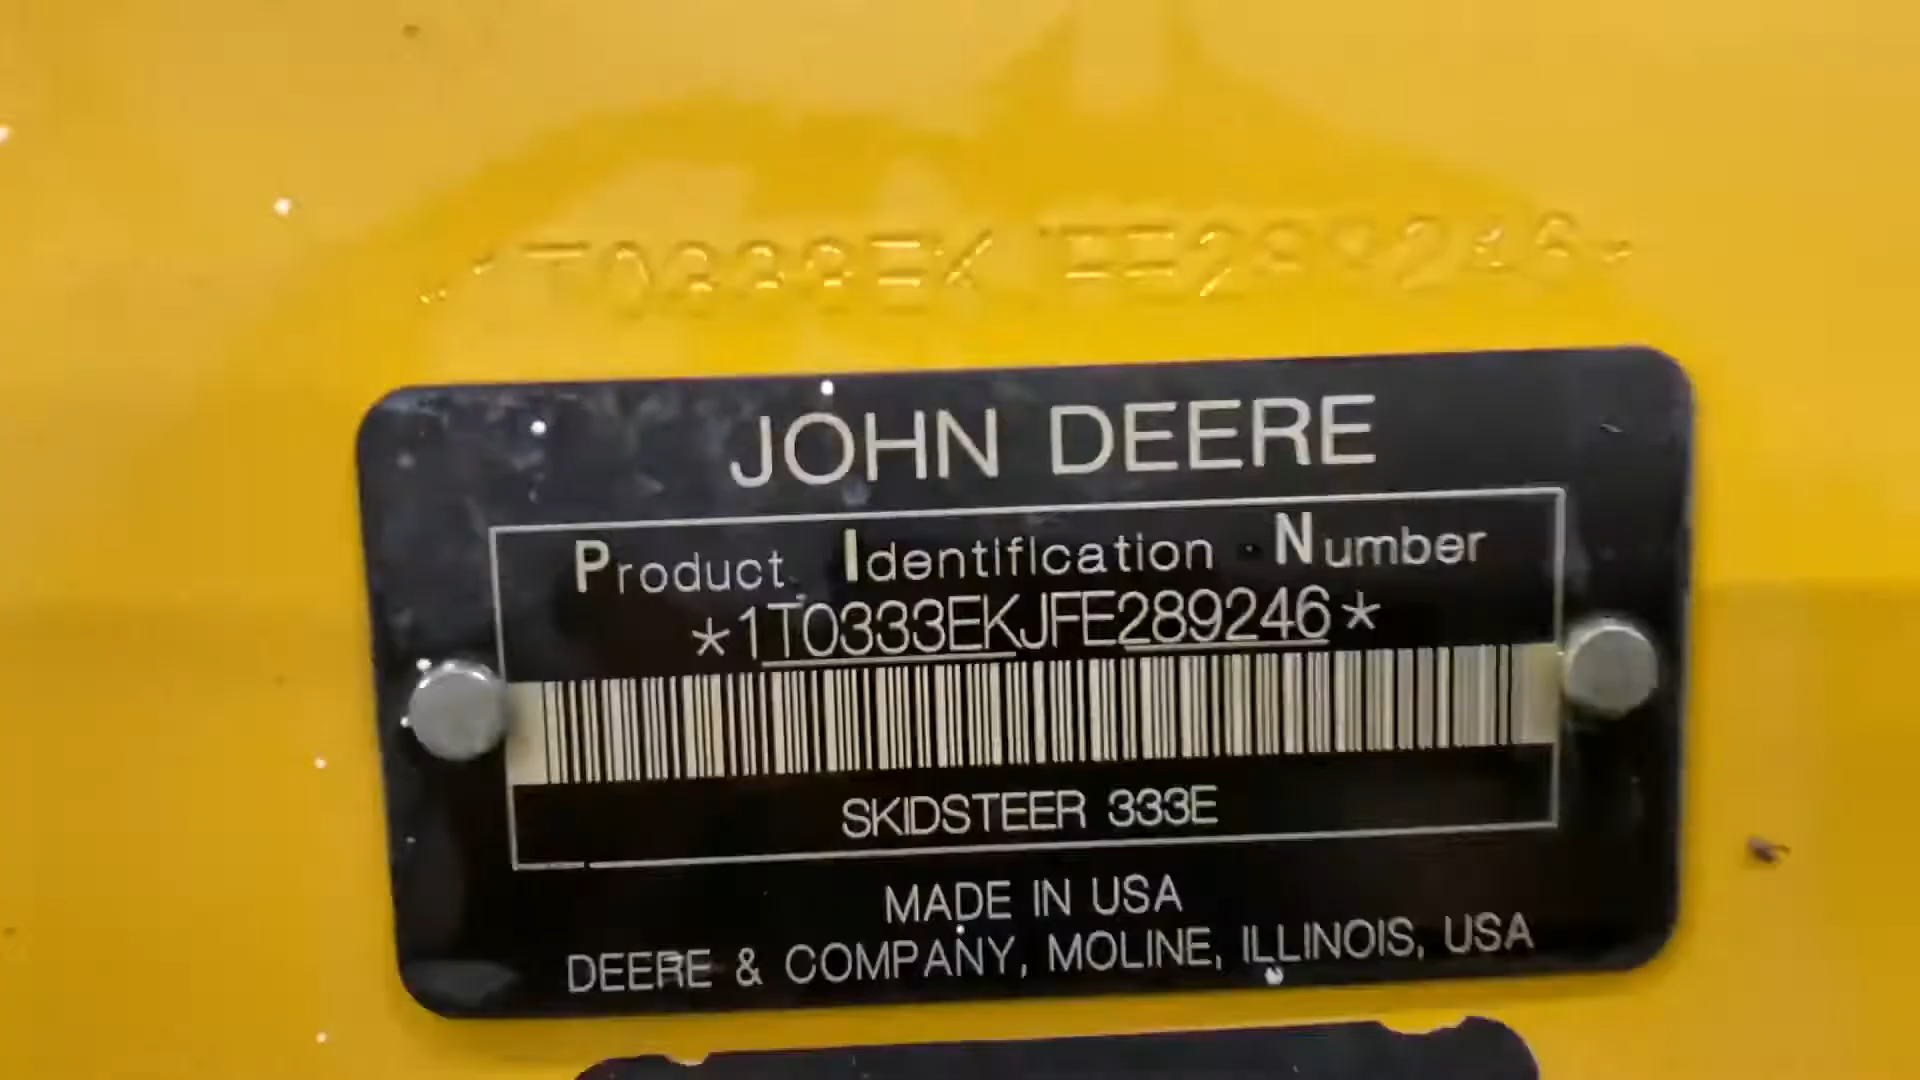 1T0333EKJFE289246*
JOHN DEERE
Product Identification Number
*1T0333EKJFE289246*
SKIDSTEER 333E
MADE IN USA
DEERE & COMPANY, MOLINE, ILLINOIS, USA